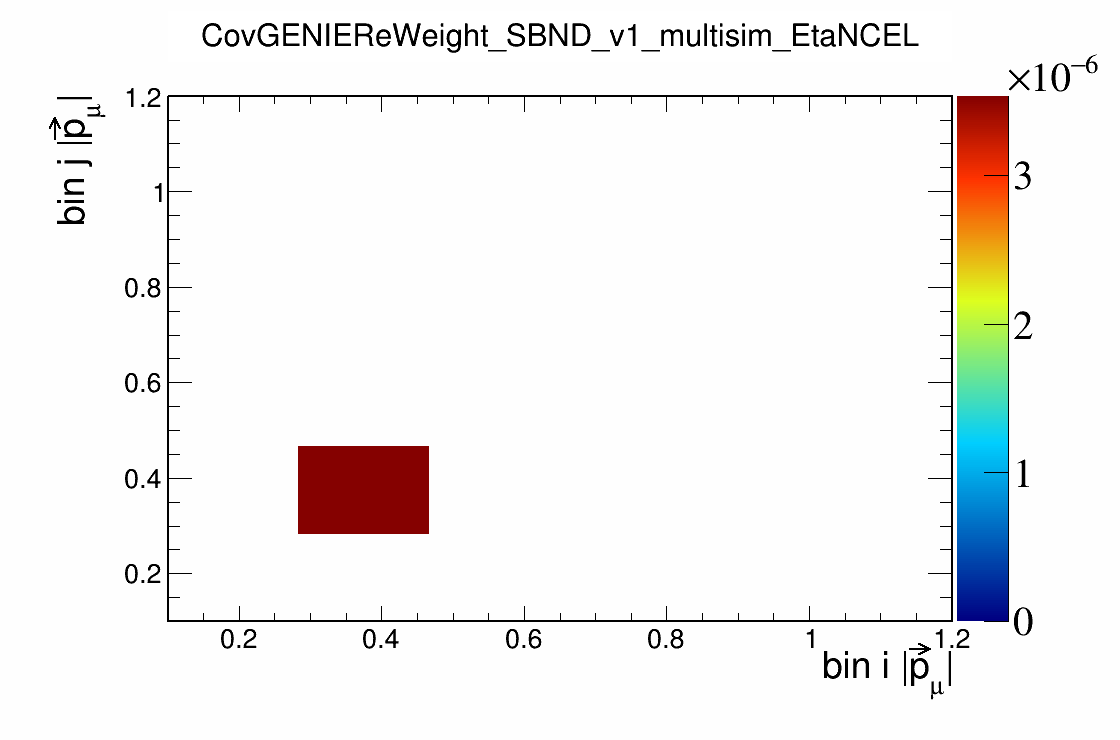 CovGENIEReWeight_SBND_v1_multisim_EtaNCEL
×10⁻⁶
bin j |p⃗μ|
1.2
1
0.8
0.6
0.4
0.2
3
2
1
0
0.2 0.4 0.6 0.8 1 1.2
bin i |p⃗μ|